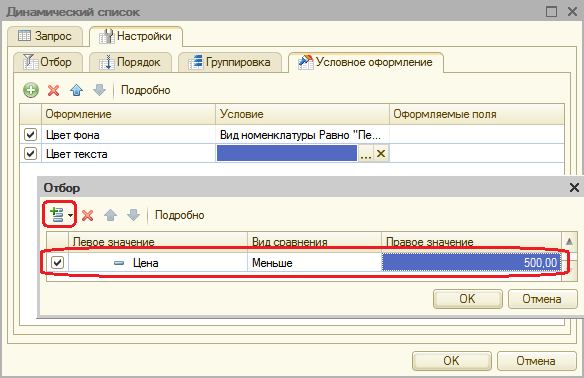 Динамический список
Запрос Настройки
Отбор Порядок Группировка Условное оформление
Подробно
Оформление Условие Оформляемые поля
Цвет фона Вид номенклатуры Равно "Пе...
Цвет текста ...
Отбор
Подробно
Левое значение Вид сравнения Правое значение
Цена Меньше 500,00
OK Отмена
OK Отмена